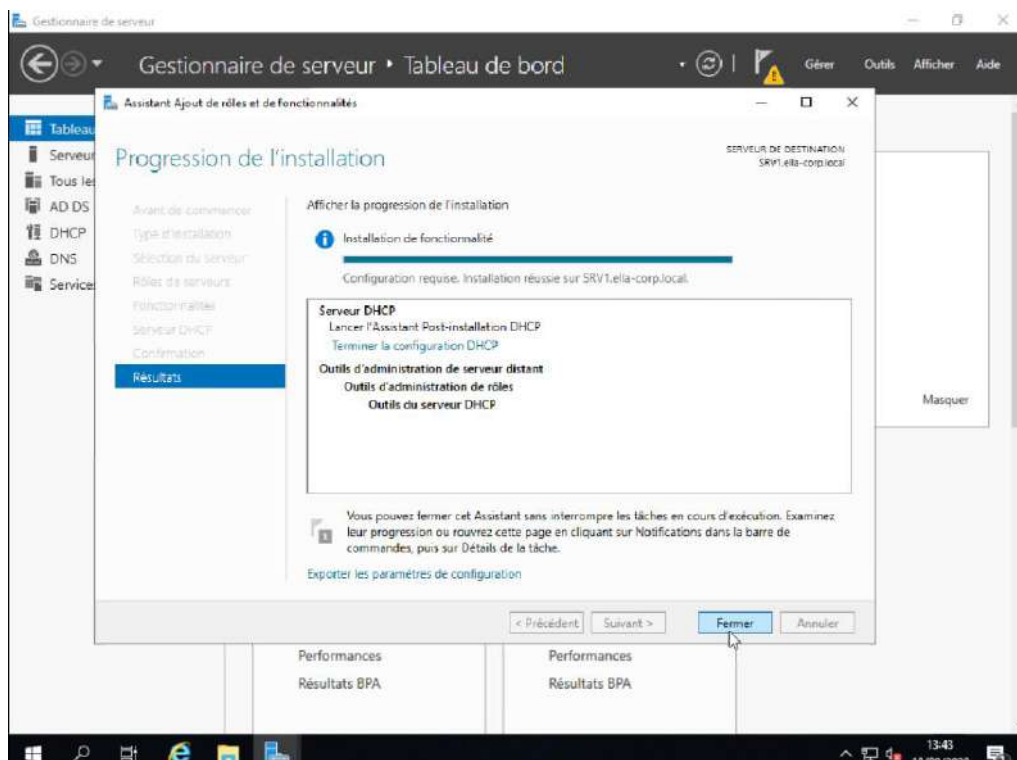 Gestionnaire de serveur
Gestionnaire de serveur • Tableau de bord
Gérer Outils Afficher Aide
Assistant Ajout de rôles et de fonctionnalités
Tableau
Serveur
Tous les
AD DS
DHCP
DNS
Services
Progression de l'installation
SERVEUR DE DESTINATION
SRV1.ella-corp.local
Avant de commencer
Type d'installation
Sélection du serveur
Rôles de serveurs
Fonctionnalités
Serveur DHCP
Confirmation
Résultats
Afficher la progression de l'installation
Installation de fonctionnalité
Configuration requise. Installation réussie sur SRV1.ella-corp.local.
Serveur DHCP
Lancer l'Assistant Post-installation DHCP
Terminer la configuration DHCP
Outils d'administration de serveur distant
Outils d'administration de rôles
Outils du serveur DHCP
Vous pouvez fermer cet Assistant sans interrompre les tâches en cours d'exécution. Examinez
leur progression ou rouvrez cette page en cliquant sur Notifications dans la barre de
commandes, puis sur Détails de la tâche.
Exporter les paramètres de configuration
< Précédent Suivant > Fermer Annuler
Masquer
Performances Performances
Résultats BPA Résultats BPA
13:43